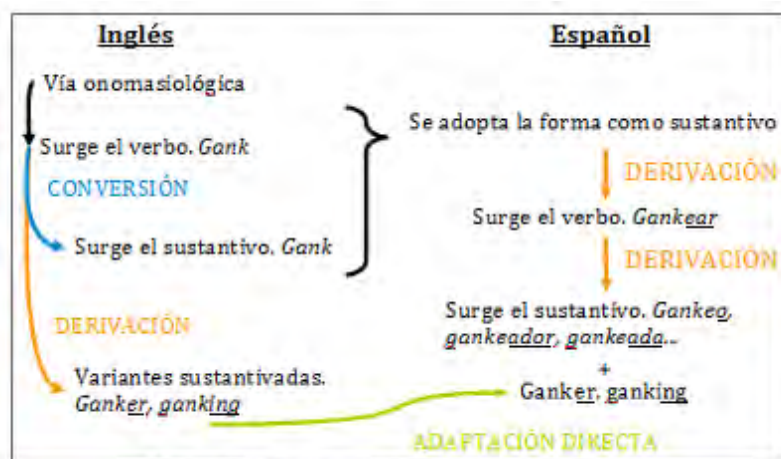 Inglés
Vía onomasiológica
Surge el verbo. Gank
CONVERSIÓN
Surge el sustantivo. Gank
DERIVACIÓN
Variantes sustantivadas.
Ganker, ganking
Español
Se adopta la forma como sustantivo
DERIVACIÓN
Surge el verbo. Gankear
DERIVACIÓN
Surge el sustantivo. Gankeo,
gankeador, gankeada...
+
Ganker. ganking
ADAPTACIÓN DIRECTA